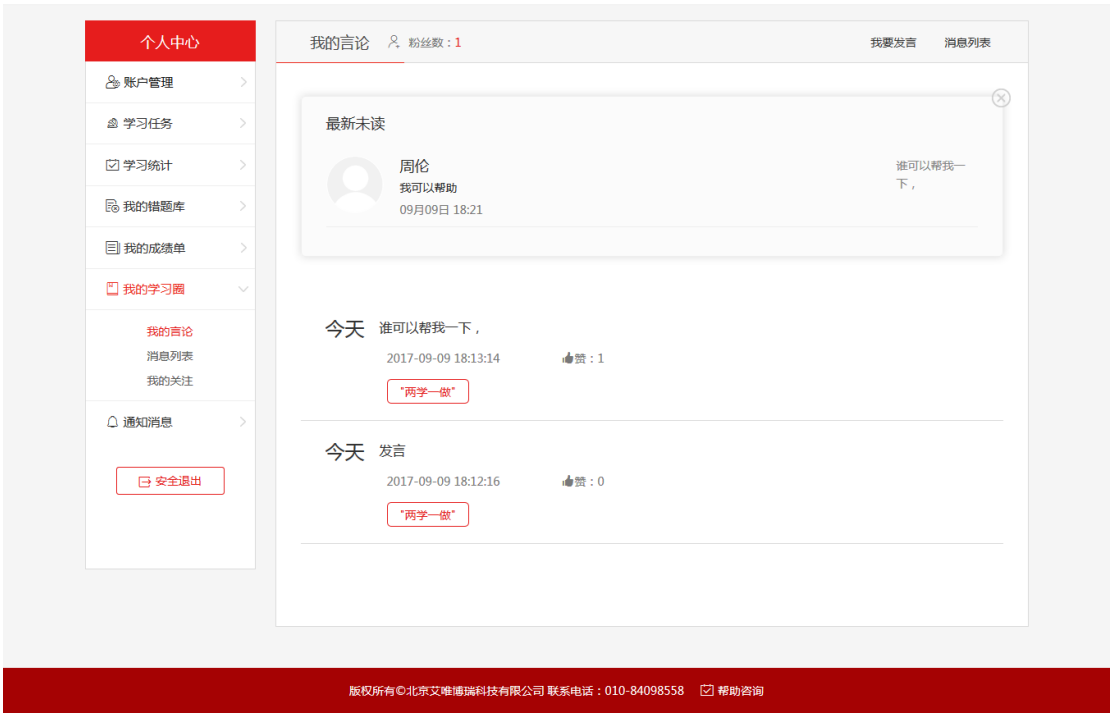 个人中心
账户管理
学习任务
学习统计
我的错题库
我的成绩单
我的学习圈
我的言论
消息列表
我的关注
通知消息
安全退出
我的言论 粉丝数：1 我要发言 消息列表
最新未读
周伦
我可以帮助
09月09日 18:21
谁可以帮我一
下，
今天 谁可以帮我一下，
2017-09-09 18:13:14 赞：1
"两学一做"
今天 发言
2017-09-09 18:12:16 赞：0
"两学一做"
版权所有©北京艾唯博瑞科技有限公司 联系电话：010-84098558 帮助咨询